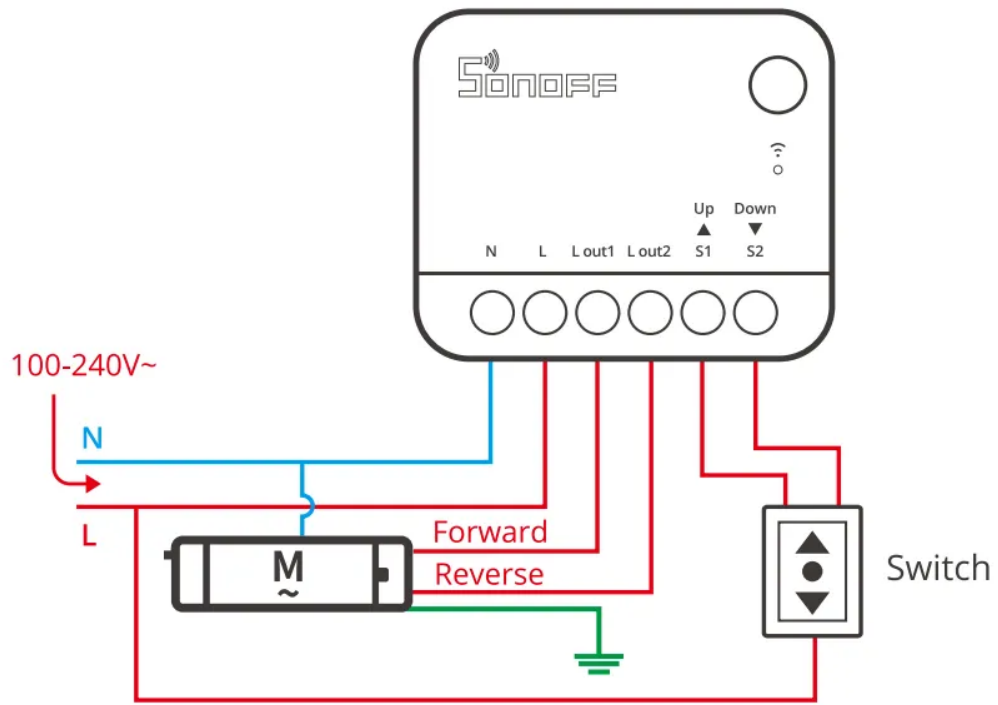 SONOFF
Up Down
▲ ▼
N L L out1 L out2 S1 S2
100-240V~
N
L
Forward
M
~
Reverse
Switch